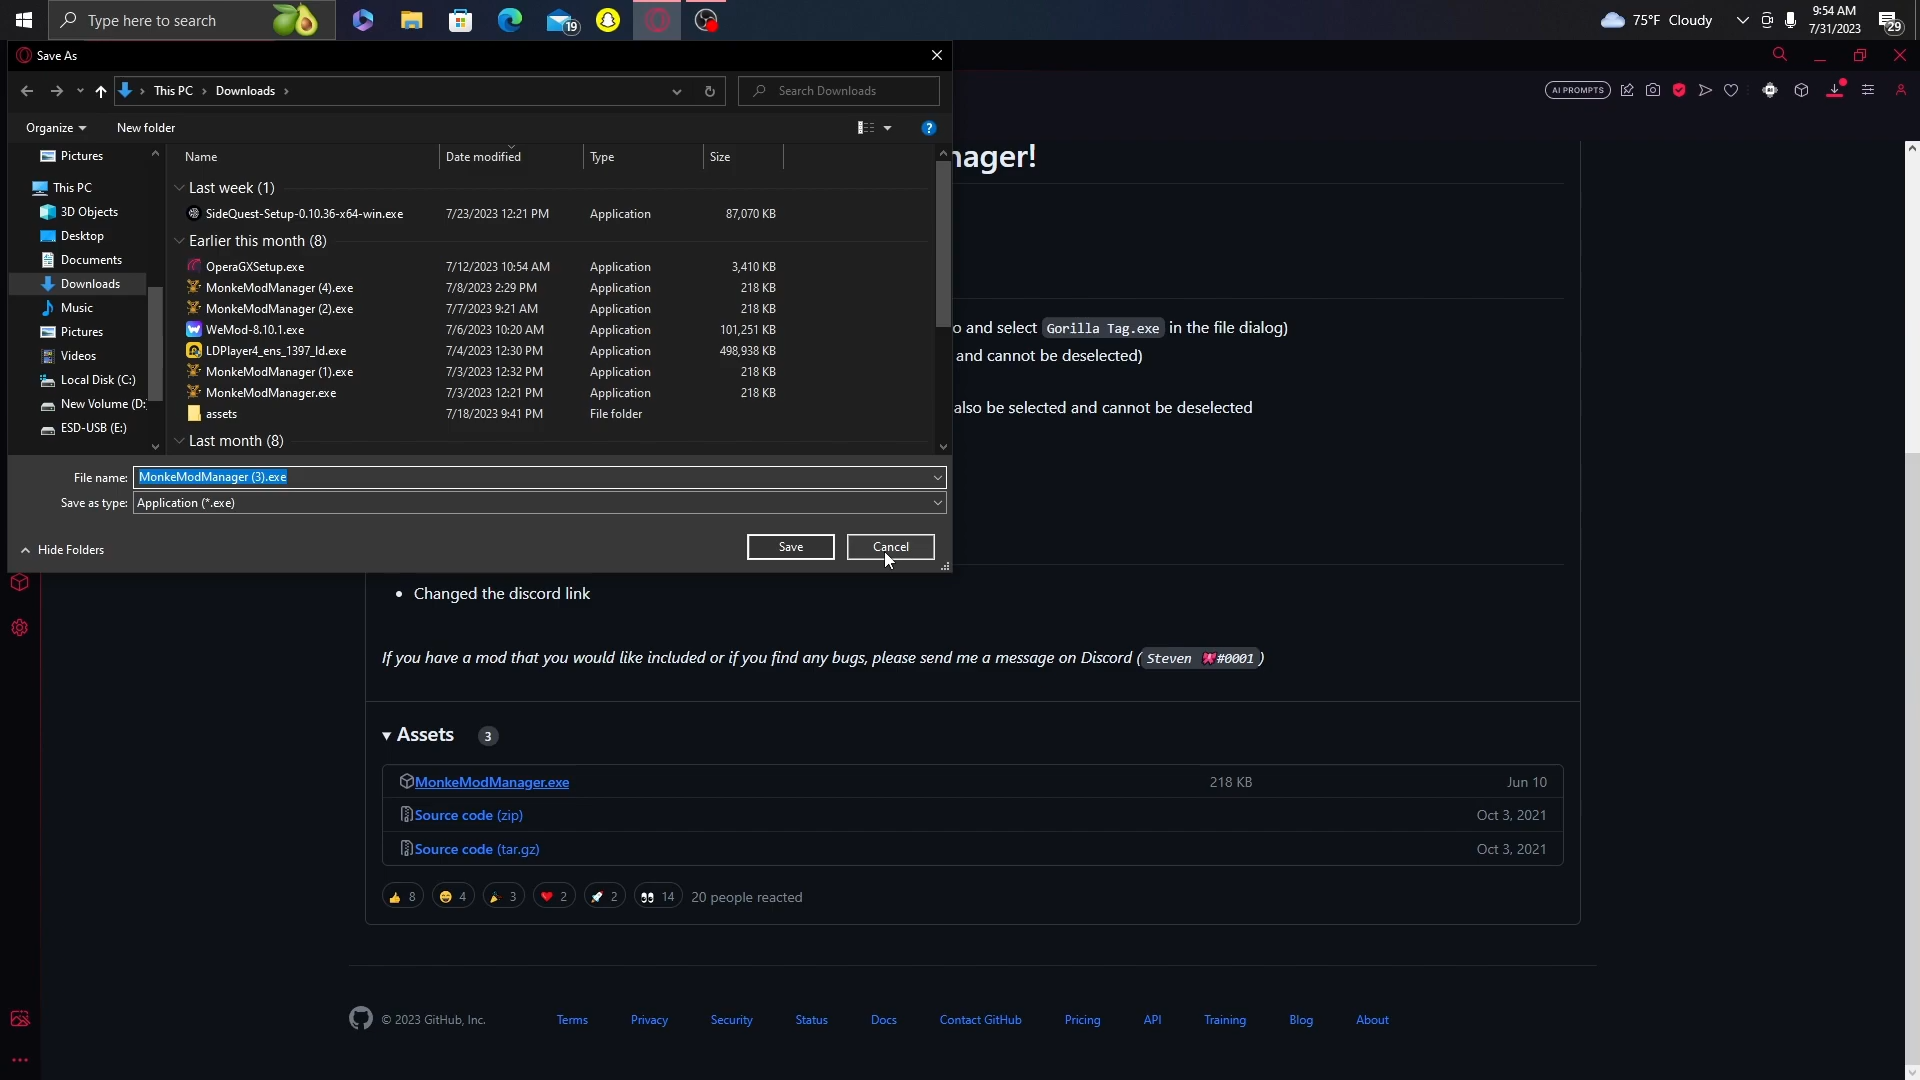 Type here to search
19
75°F Cloudy
9:54 AM
7/31/2023
29
Save As
This PC
Downloads
Search Downloads
AI PROMPTS
Organize
New folder
?
Pictures
This PC
3D Objects
Desktop
Documents
Downloads
Music
Pictures
Videos
Local Disk (C:)
New Volume (D:
ESD-USB (E:)
Name Date modified Type Size
Last week (1)
SideQuest-Setup-0.10.36-x64-win.exe 7/23/2023 12:21 PM Application 87,070 KB
Earlier this month (8)
OperaGXSetup.exe 7/12/2023 10:54 AM Application 3,410 KB
MonkeModManager (4).exe 7/8/2023 2:29 PM Application 218 KB
MonkeModManager (2).exe 7/7/2023 9:21 AM Application 218 KB
WeMod-8.10.1.exe 7/6/2023 10:20 AM Application 101,251 KB
LDPlayer4_ens_1397_ld.exe 7/4/2023 12:30 PM Application 498,938 KB
MonkeModManager (1).exe 7/3/2023 12:32 PM Application 218 KB
MonkeModManager.exe 7/3/2023 12:21 PM Application 218 KB
assets 7/18/2023 9:41 PM File folder
Last month (8)
File name: MonkeModManager (3).exe
Save as type: Application (*.exe)
Hide Folders
Save
Cancel
nager!
o and select Gorilla Tag.exe in the file dialog)
and cannot be deselected)
also be selected and cannot be deselected
• Changed the discord link
If you have a mod that you would like included or if you find any bugs, please send me a message on Discord (Steven #0001)
Assets 3
MonkeModManager.exe 218 KB Jun 10
Source code (zip) Oct 3, 2021
Source code (tar.gz) Oct 3, 2021
👍 8 😄 4 🎉 3 ❤️ 2 🚀 2 👀 14 20 people reacted
© 2023 GitHub, Inc. Terms Privacy Security Status Docs Contact GitHub Pricing API Training Blog About